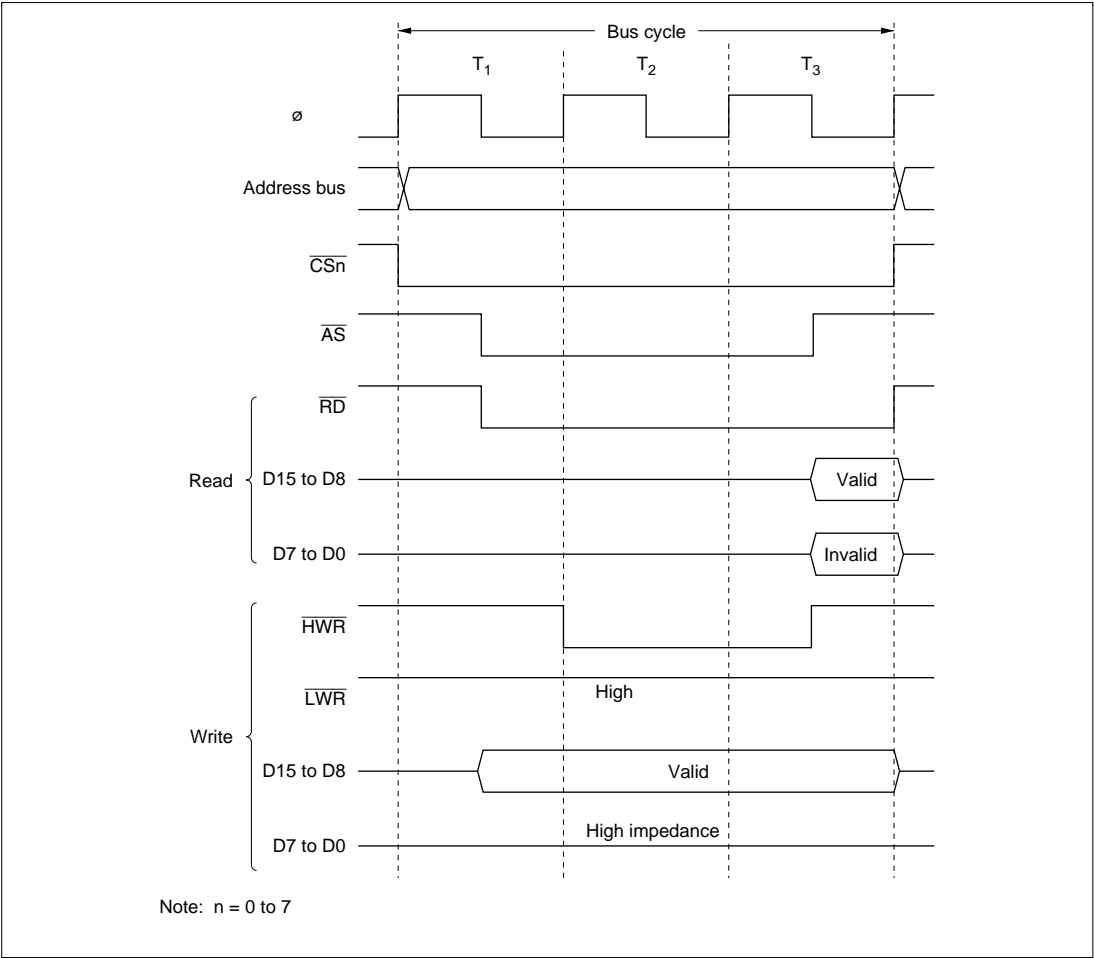 Bus cycle
T1 T2 T3
ø
Address bus
CSn
AS
RD
Read
D15 to D8 Valid
D7 to D0 Invalid
HWR
LWR High
Write
D15 to D8 Valid
D7 to D0 High impedance
Note: n = 0 to 7